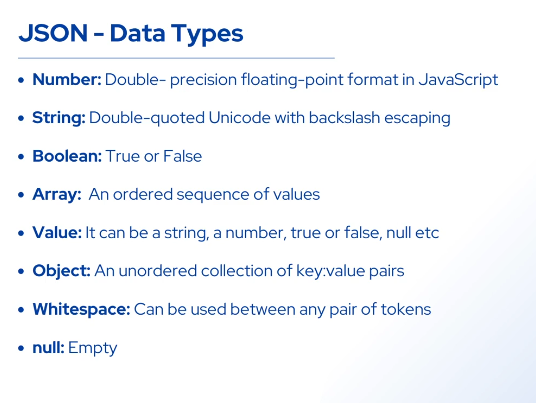 JSON - Data Types
• Number: Double- precision floating-point format in JavaScript
• String: Double-quoted Unicode with backslash escaping
• Boolean: True or False
• Array: An ordered sequence of values
• Value: It can be a string, a number, true or false, null etc
• Object: An unordered collection of key:value pairs
• Whitespace: Can be used between any pair of tokens
• null: Empty